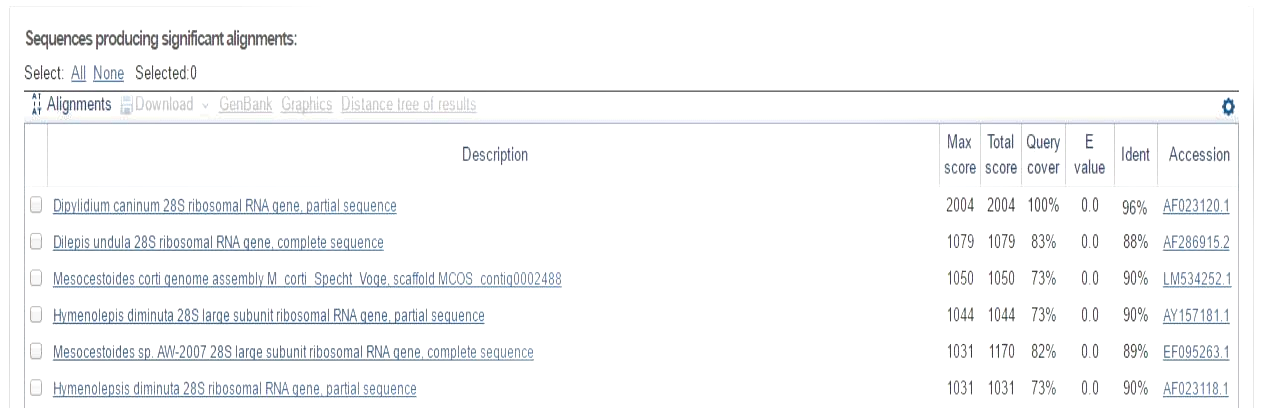 Sequences producing significant alignments:
Select: All None Selected:0
Alignments Download GenBank Graphics Distance tree of results
Description Max score Total score Query cover E value Ident Accession
Dipylidium caninum 28S ribosomal RNA gene, partial sequence 2004 2004 100% 0.0 96% AF023120.1
Dilepis undula 28S ribosomal RNA gene, complete sequence 1079 1079 83% 0.0 88% AF286915.2
Mesocestoides corti genome assembly M_corti_Specht_Voge, scaffold MCOS_contig0002488 1050 1050 73% 0.0 90% LM534252.1
Hymenolepis diminuta 28S large subunit ribosomal RNA gene, partial sequence 1044 1044 73% 0.0 90% AY157181.1
Mesocestoides sp. AW-2007 28S large subunit ribosomal RNA gene, complete sequence 1031 1170 82% 0.0 89% EF095263.1
Hymenolepsis diminuta 28S ribosomal RNA gene, partial sequence 1031 1031 73% 0.0 90% AF023118.1